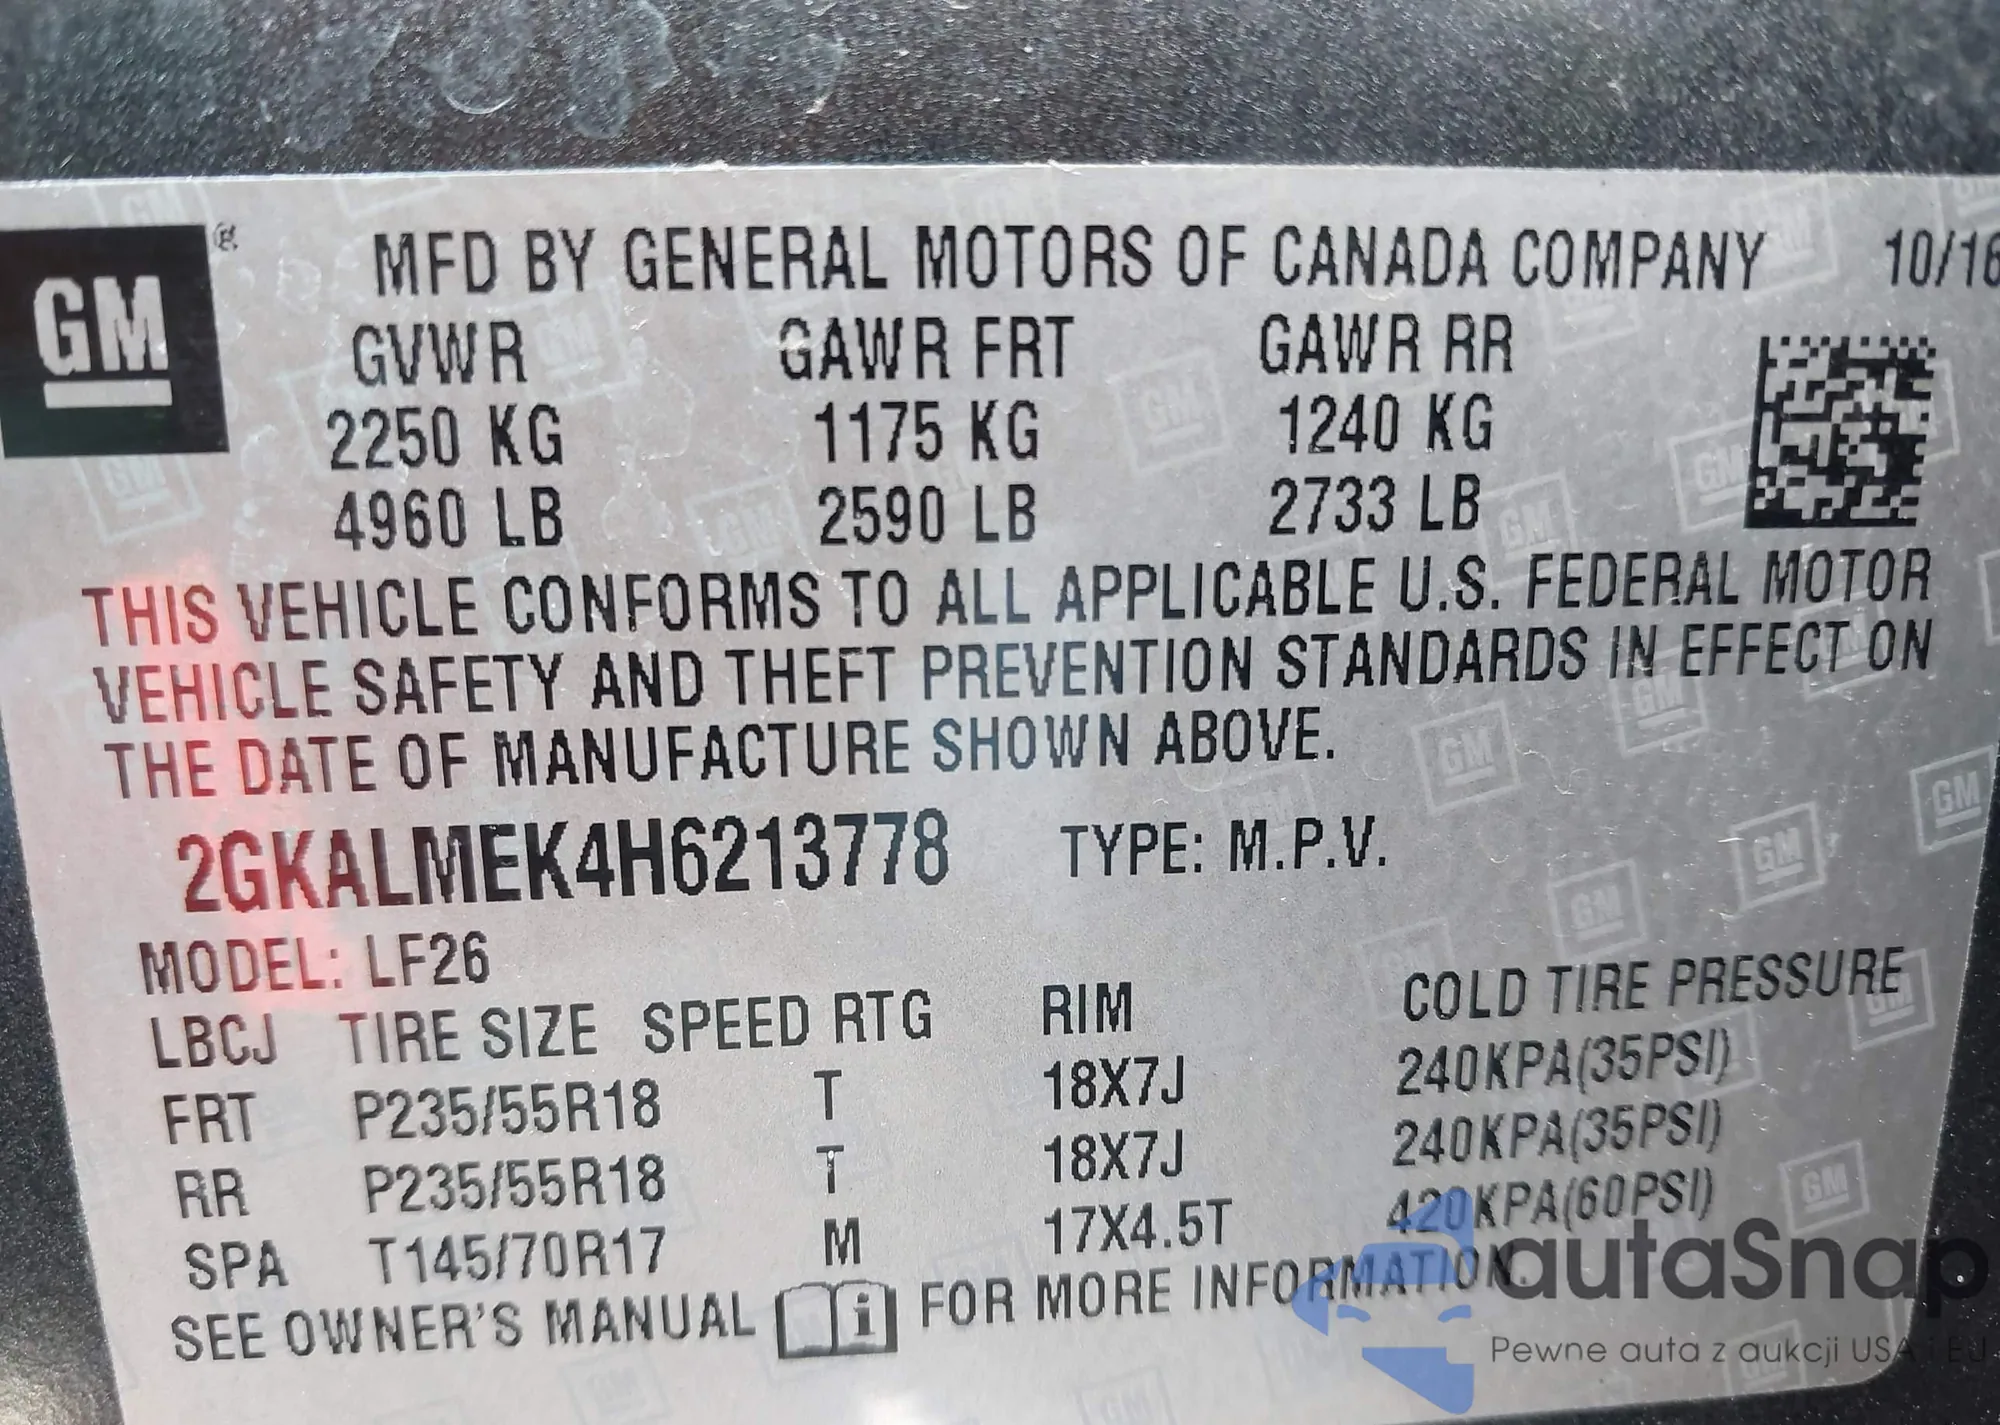 GM ® MFD BY GENERAL MOTORS OF CANADA COMPANY 10/16
GVWR GAWR FRT GAWR RR
2250 KG 1175 KG 1240 KG
4960 LB 2590 LB 2733 LB
THIS VEHICLE CONFORMS TO ALL APPLICABLE U.S. FEDERAL MOTOR
VEHICLE SAFETY AND THEFT PREVENTION STANDARDS IN EFFECT ON
THE DATE OF MANUFACTURE SHOWN ABOVE.
2GKALMEK4H6213778 TYPE: M.P.V.
MODEL: LF26
LBCJ TIRE SIZE SPEED RTG RIM COLD TIRE PRESSURE
FRT P235/55R18 T 18X7J 240KPA(35PSI)
RR P235/55R18 T 18X7J 240KPA(35PSI)
SPA T145/70R17 M 17X4.5T 420KPA(60PSI)
SEE OWNER'S MANUAL i FOR MORE INFORMATION.
autaSnap
Pewne auta z aukcji USA i EU